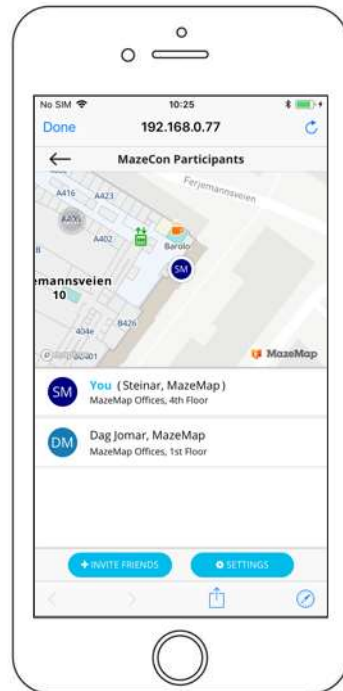 No SIM 10:25
Done 192.168.0.77
MazeCon Participants
Ferjemannsveien
A416
A423
A405
A402
Barolo
SM
emannsveien
10
404e
B426
MazeMap
SM You (Steinar, MazeMap)
MazeMap Offices, 4th Floor
DM Dag Jomar, MazeMap
MazeMap Offices, 1st Floor
+ INVITE FRIENDS SETTINGS